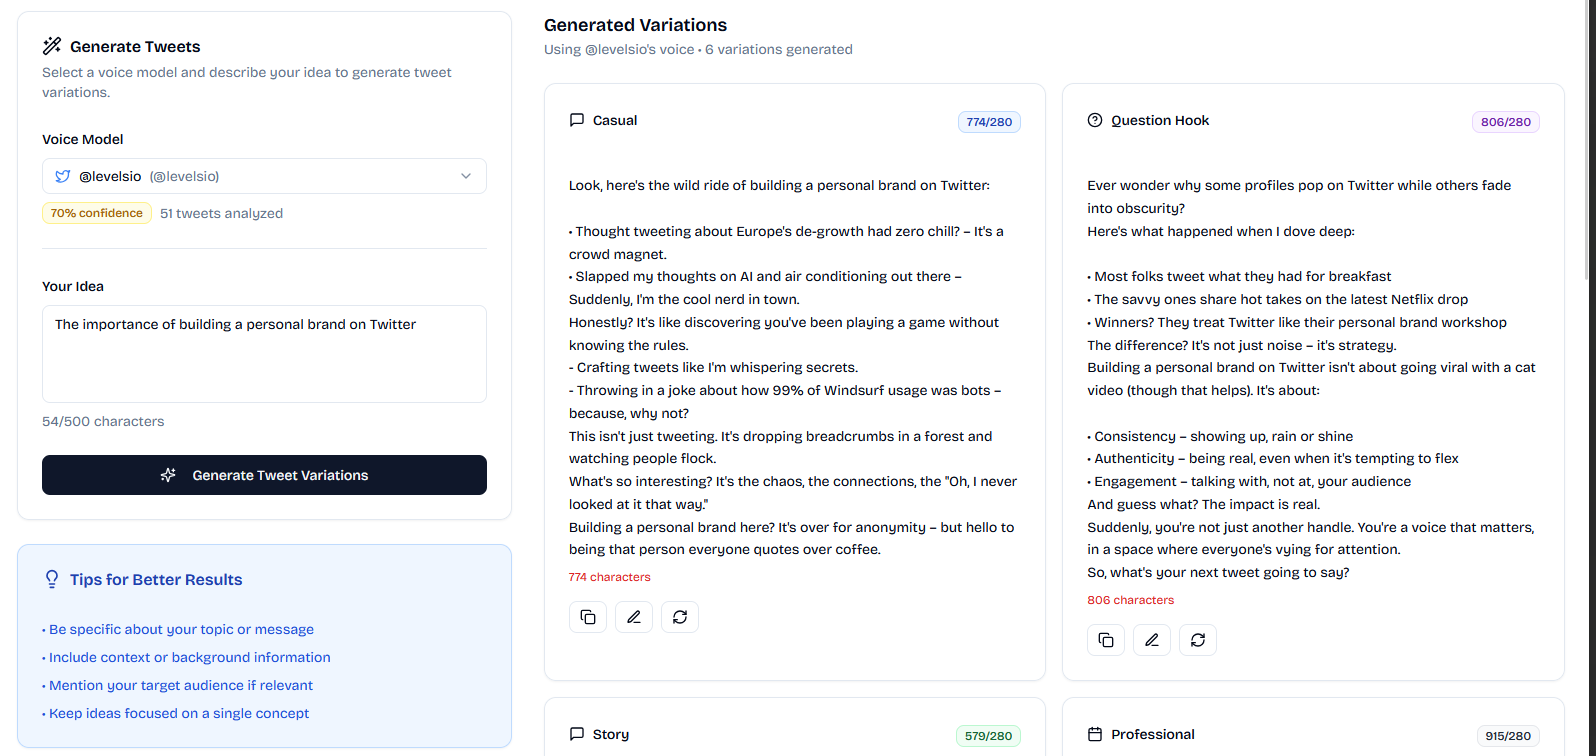 Generate Tweets
Select a voice model and describe your idea to generate tweet
variations.
Voice Model
@levelsio (@levelsio)
70% confidence 51 tweets analyzed
Your Idea
The importance of building a personal brand on Twitter
54/500 characters
Generate Tweet Variations
Tips for Better Results
• Be specific about your topic or message
• Include context or background information
• Mention your target audience if relevant
• Keep ideas focused on a single concept
Generated Variations
Using @levelsio's voice • 6 variations generated
Casual 774/280
Look, here's the wild ride of building a personal brand on Twitter:
• Thought tweeting about Europe's de-growth had zero chill? – It's a
crowd magnet.
• Slapped my thoughts on AI and air conditioning out there –
Suddenly, I'm the cool nerd in town.
Honestly? It's like discovering you've been playing a game without
knowing the rules.
- Crafting tweets like I'm whispering secrets.
- Throwing in a joke about how 99% of Windsurf usage was bots –
because, why not?
This isn't just tweeting. It's dropping breadcrumbs in a forest and
watching people flock.
What's so interesting? It's the chaos, the connections, the "Oh, I never
looked at it that way."
Building a personal brand here? It's over for anonymity – but hello to
being that person everyone quotes over coffee.
774 characters
Question Hook 806/280
Ever wonder why some profiles pop on Twitter while others fade
into obscurity?
Here's what happened when I dove deep:
• Most folks tweet what they had for breakfast
• The savvy ones share hot takes on the latest Netflix drop
• Winners? They treat Twitter like their personal brand workshop
The difference? It's not just noise – it's strategy.
Building a personal brand on Twitter isn't about going viral with a cat
video (though that helps). It's about:
• Consistency – showing up, rain or shine
• Authenticity – being real, even when it's tempting to flex
• Engagement – talking with, not at, your audience
And guess what? The impact is real.
Suddenly, you're not just another handle. You're a voice that matters,
in a space where everyone's vying for attention.
So, what's your next tweet going to say?
806 characters
Story 579/280
Professional 915/280